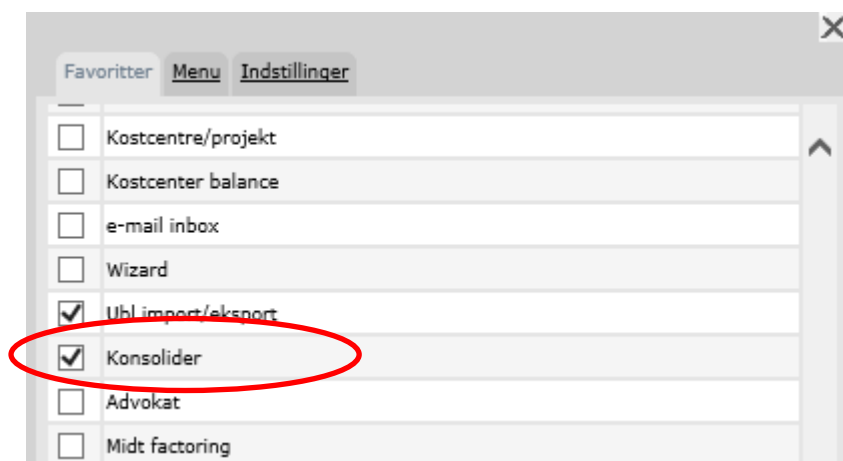 Favoritter Menu Indstillinger
Kostcentre/projekt
Kostcenter balance
e-mail inbox
Wizard
Ubl import/eksport
Konsolider
Advokat
Midt factoring